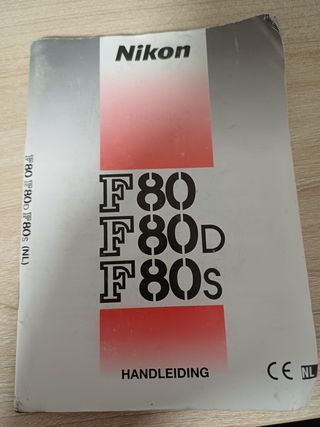 Nikon
F80
F80D
F80S
F80 F80D F80S (NL)
HANDLEIDING
CE NL